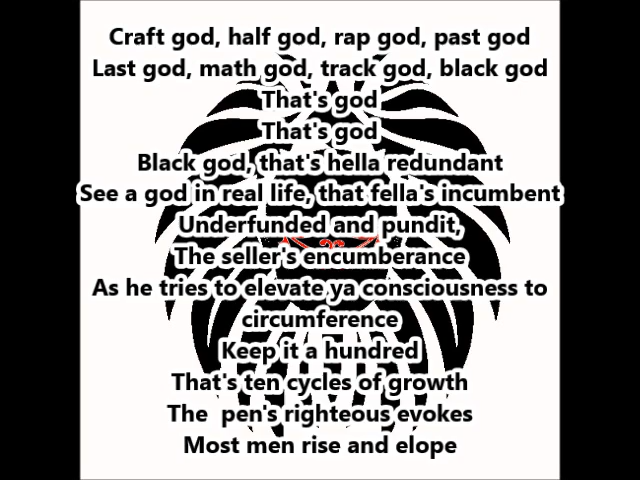 Craft god, half god, rap god, past god
Last god, math god, track god, black god
That's god
That's god
Black god, that's hella redundant
See a god in real life, that fella's incumbent
Underfunded and pundit,
The seller's encumberance
As he tries to elevate ya consciousness to
circumference
Keep it a hundred
That's ten cycles of growth
The  pen's righteous evokes
Most men rise and elope